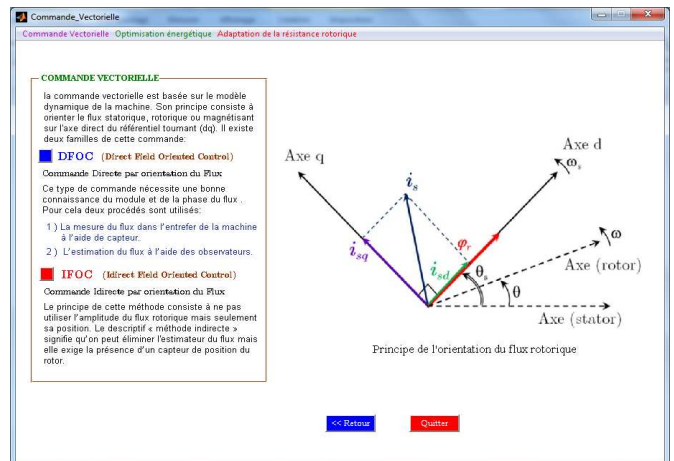 Commande_Vectorielle
Commande Vectorielle Optimisation énergétique Adaptation de la résistance rotorique
COMMANDE VECTORIELLE
la commande vectorielle est basée sur le modèle
dynamique de la machine. Son principe consiste à
orienter le flux statorique, rotorique ou magnétisant
sur l'axe direct du référentiel tournant (dq). Il existe
deux familles de cette commande:
DFOC (Direct Field Oriented Control)
Commande Directe par orientation du Flux
Ce type de commande nécessite une bonne
connaissance du module et de la phase du flux .
Pour cela deux procédés sont utilisés:
1 ) La mesure du flux dans l'entrefer de la machine
à l'aide de capteur.
2 ) L'estimation du flux à l'aide des observateurs.
IFOC (Idirect Field Oriented Control)
Commande Idirecte par orientation du Flux
Le principe de cette méthode consiste à ne pas
utiliser l'amplitude du flux rotorique mais seulement
sa position. Le descriptif « méthode indirecte »
signifie qu'on peut éliminer l'estimateur du flux mais
elle exige la présence d'un capteur de position du
rotor.
Axe q
Axe d
ω_s
i_s
ω
i_sq
φ_r
i_sd
θ_s
θ
Axe (rotor)
Axe (stator)
Principe de l'orientation du flux rotorique
<< Retour
Quitter